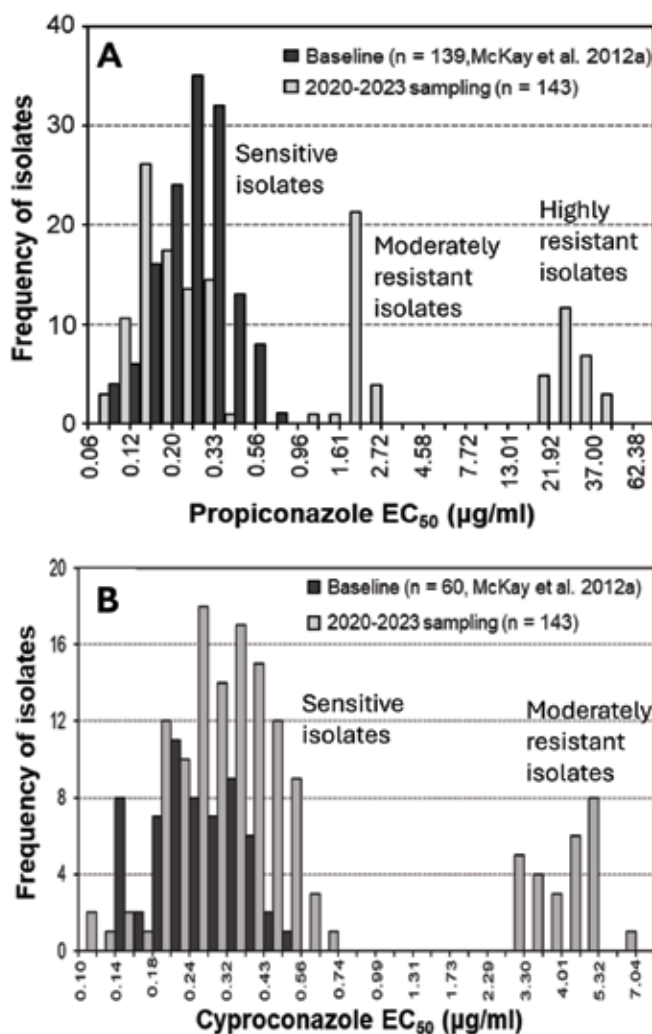 A
Baseline (n = 139,McKay et al. 2012a)
2020-2023 sampling (n = 143)
Sensitive
isolates
Moderately
resistant
isolates
Highly
resistant
isolates
Frequency of isolates
40
30
20
10
0
0.06 0.12 0.20 0.33 0.56 0.96 1.61 2.72 4.58 7.72 13.01 21.92 37.00 62.38
Propiconazole EC₅₀ (µg/ml)
B
Baseline (n = 60, McKay et al. 2012a)
2020-2023 sampling (n = 143)
Sensitive
isolates
Moderately
resistant
isolates
Frequency of isolates
20
16
12
8
4
0
0.10 0.14 0.18 0.24 0.32 0.43 0.56 0.74 0.99 1.31 1.73 2.29 3.30 4.01 5.32 7.04
Cyproconazole EC₅₀ (µg/ml)